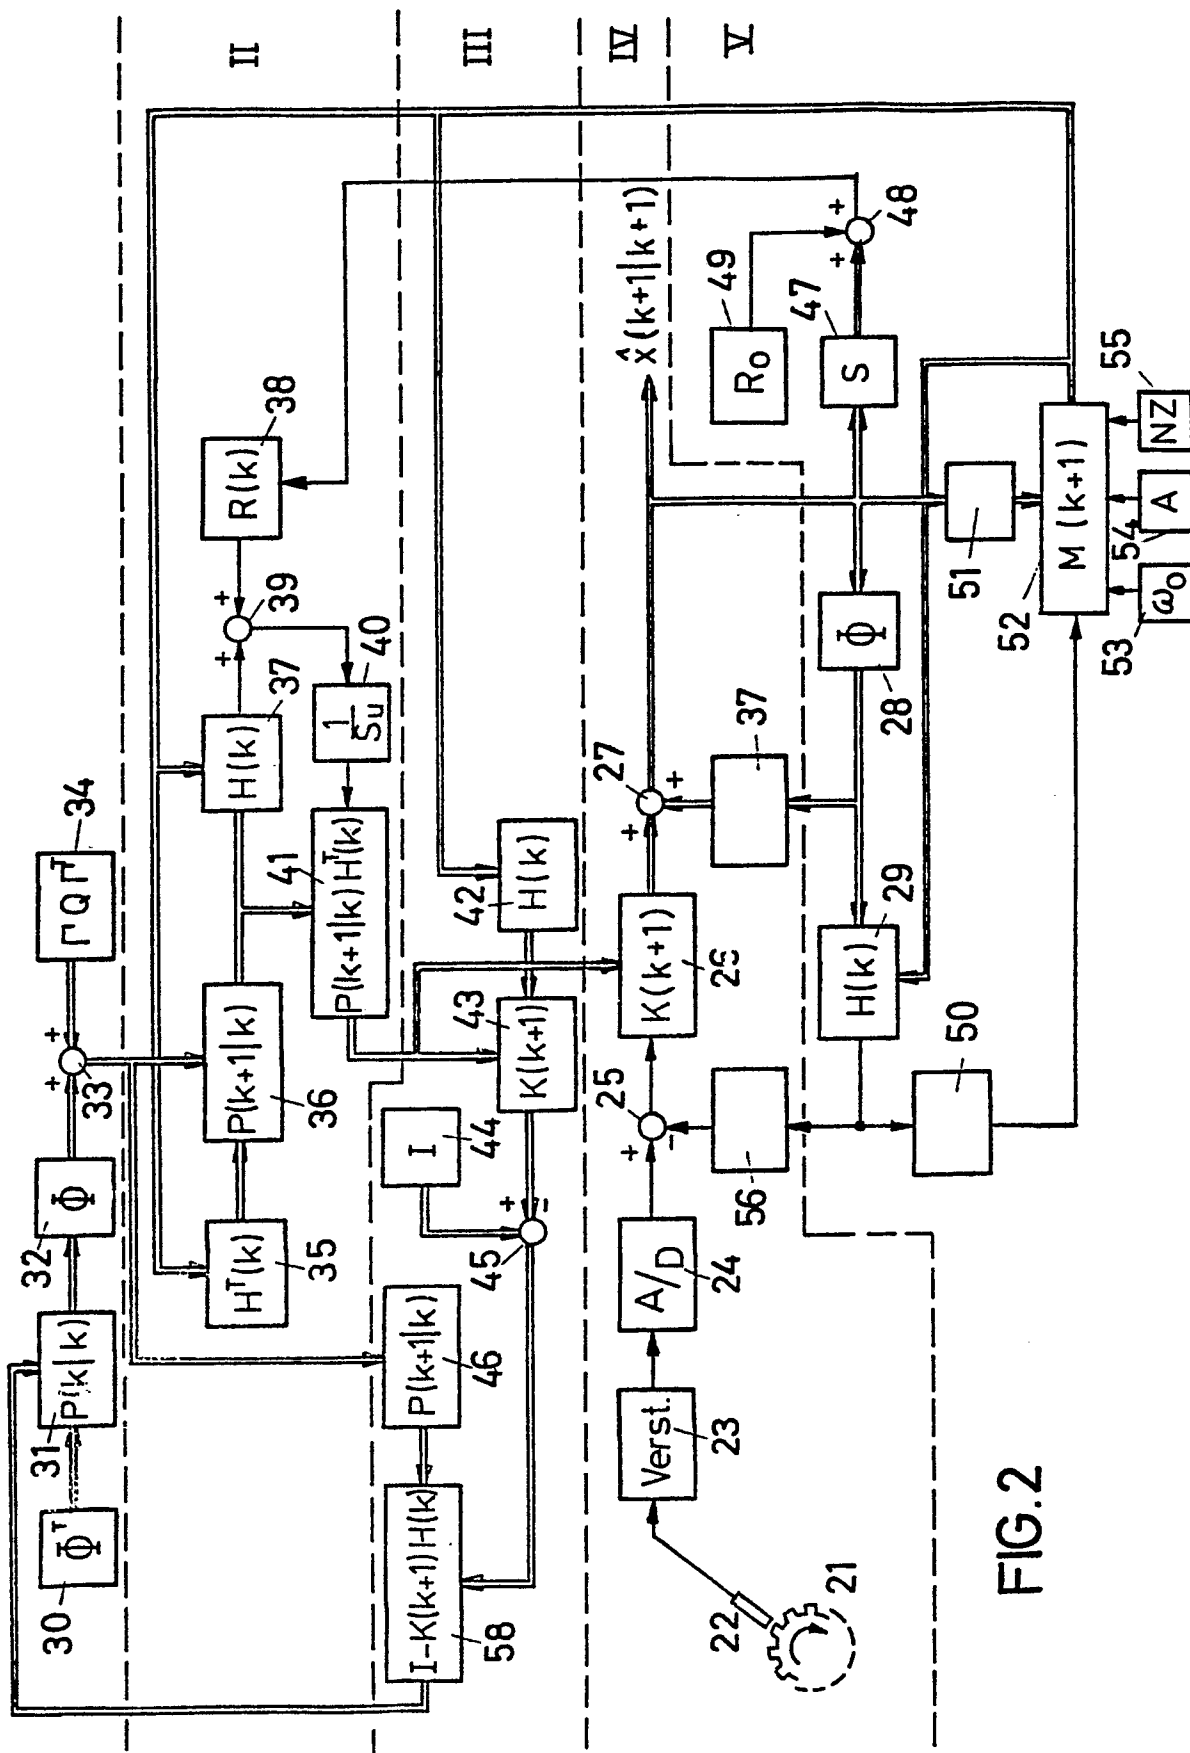 30
Φᵀ
31
P(k|k)
32
Φ
33
+
+
34
ΓQΓᵀ
II
35
Hᵀ(k)
36
P(k+1|k)
37
H(k)
+
+
39
38
R(k)
40
1/Su
41
P(k+1|k)Hᵀ(k)
III
58
I-K(k+1)H(k)
46
P(k+1|k)
45
+
-
44
I
43
K(k+1)
42
H(k)
IV
21
22
23
Verst.
24
A/D
25
+
-
26
K(k+1)
27
+
+
x̂(k+1|k+1)
56
37
V
50
29
H(k)
28
Φ
47
S
49
Ro
48
+
+
51
52
M(k+1)
53
ω₀
54
A
55
NZ
FIG.2